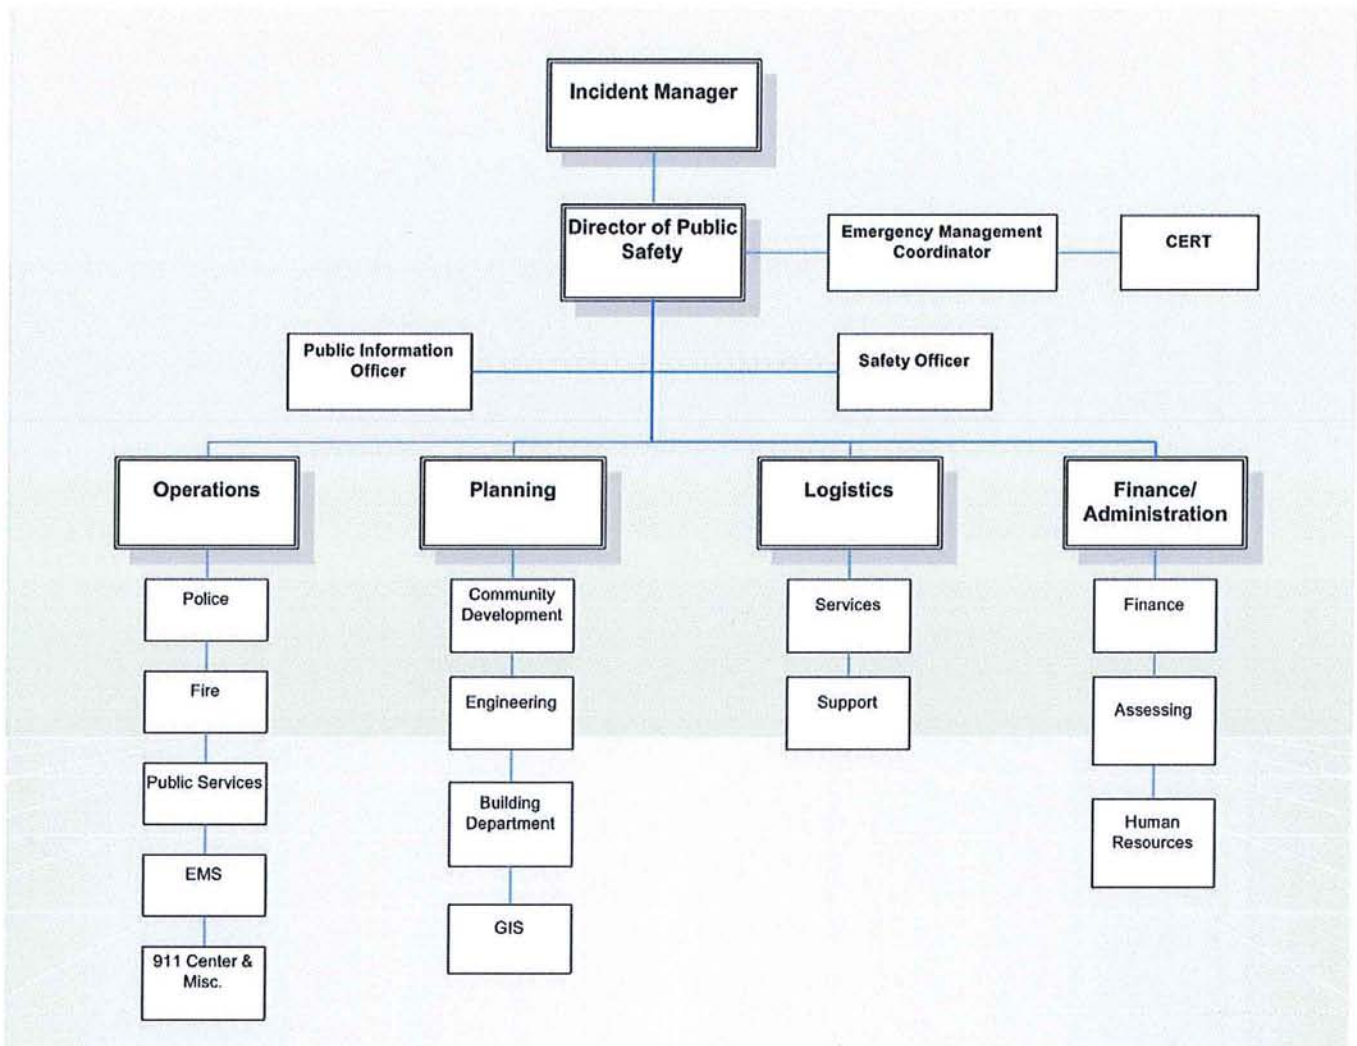 Incident Manager
Director of Public
Safety
Emergency Management
Coordinator
CERT
Public Information
Officer
Safety Officer
Operations
Planning
Logistics
Finance/
Administration
Police
Fire
Public Services
EMS
911 Center &
Misc.
Community
Development
Engineering
Building
Department
GIS
Services
Support
Finance
Assessing
Human
Resources